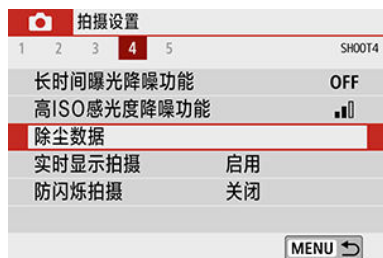 拍摄设置
1 2 3 4 5 SHOOT4
长时间曝光降噪功能 OFF
高ISO感光度降噪功能
除尘数据
实时显示拍摄 启用
防闪烁拍摄 关闭
MENU